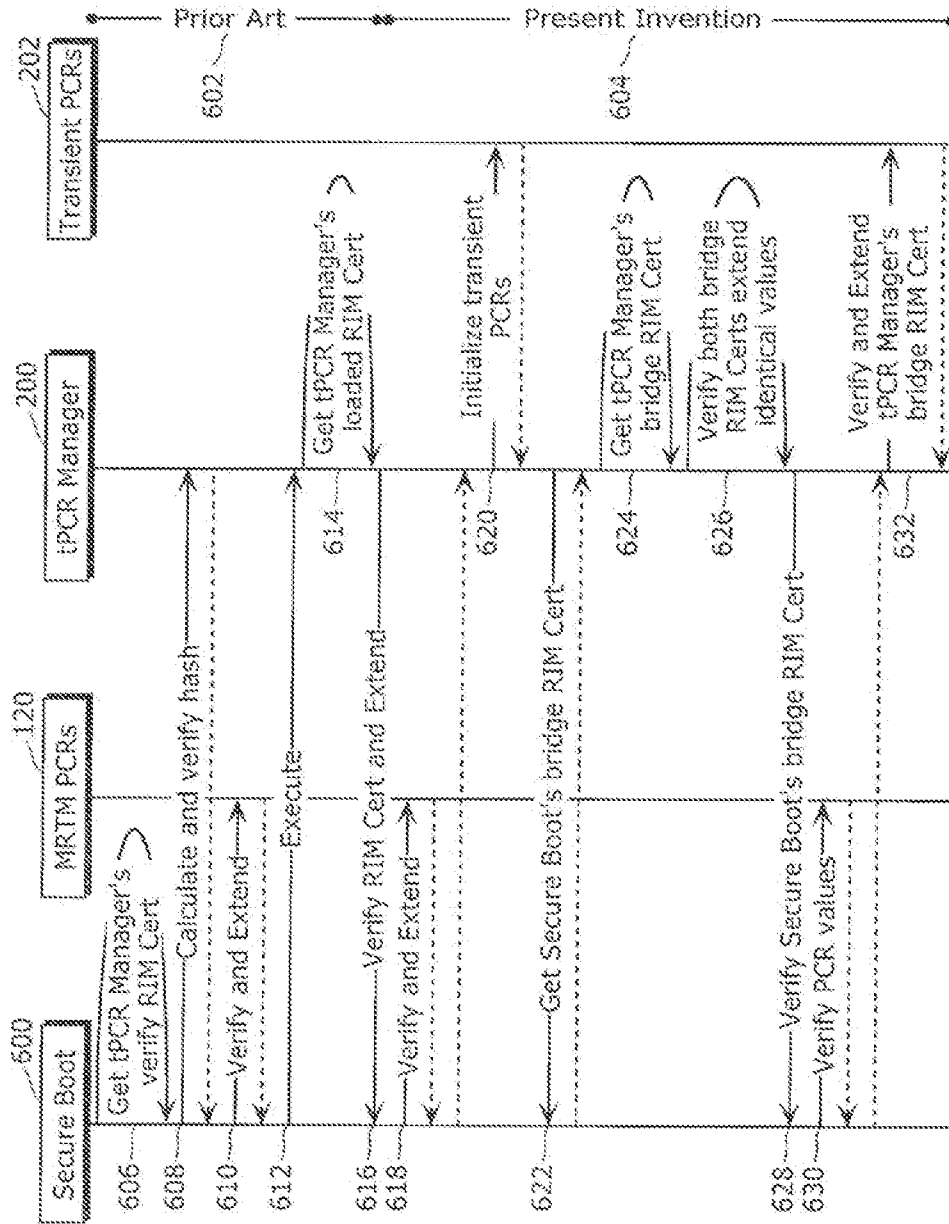 600
Secure Boot
120
MRTM PCRs
200
tPCR Manager
202
Transient PCRs
Prior Art
602
Present Invention
604
606
Get tPCR Manager's
verify RIM Cert
608
Calculate and verify hash
610
Verify and Extend
612
Execute
614
Get tPCR Manager's
loaded RIM Cert
616
Verify RIM Cert and Extend
618
Verify and Extend
620
Initialize transient
PCRs
622
Get Secure Boot's bridge RIM Cert
624
Get tPCR Manager's
bridge RIM Cert
626
Verify both bridge
RIM Certs extend
identical values
628
Verify Secure Boot's bridge RIM Cert
630
Verify PCR values
632
Verify and Extend
tPCR Manager's
bridge RIM Cert